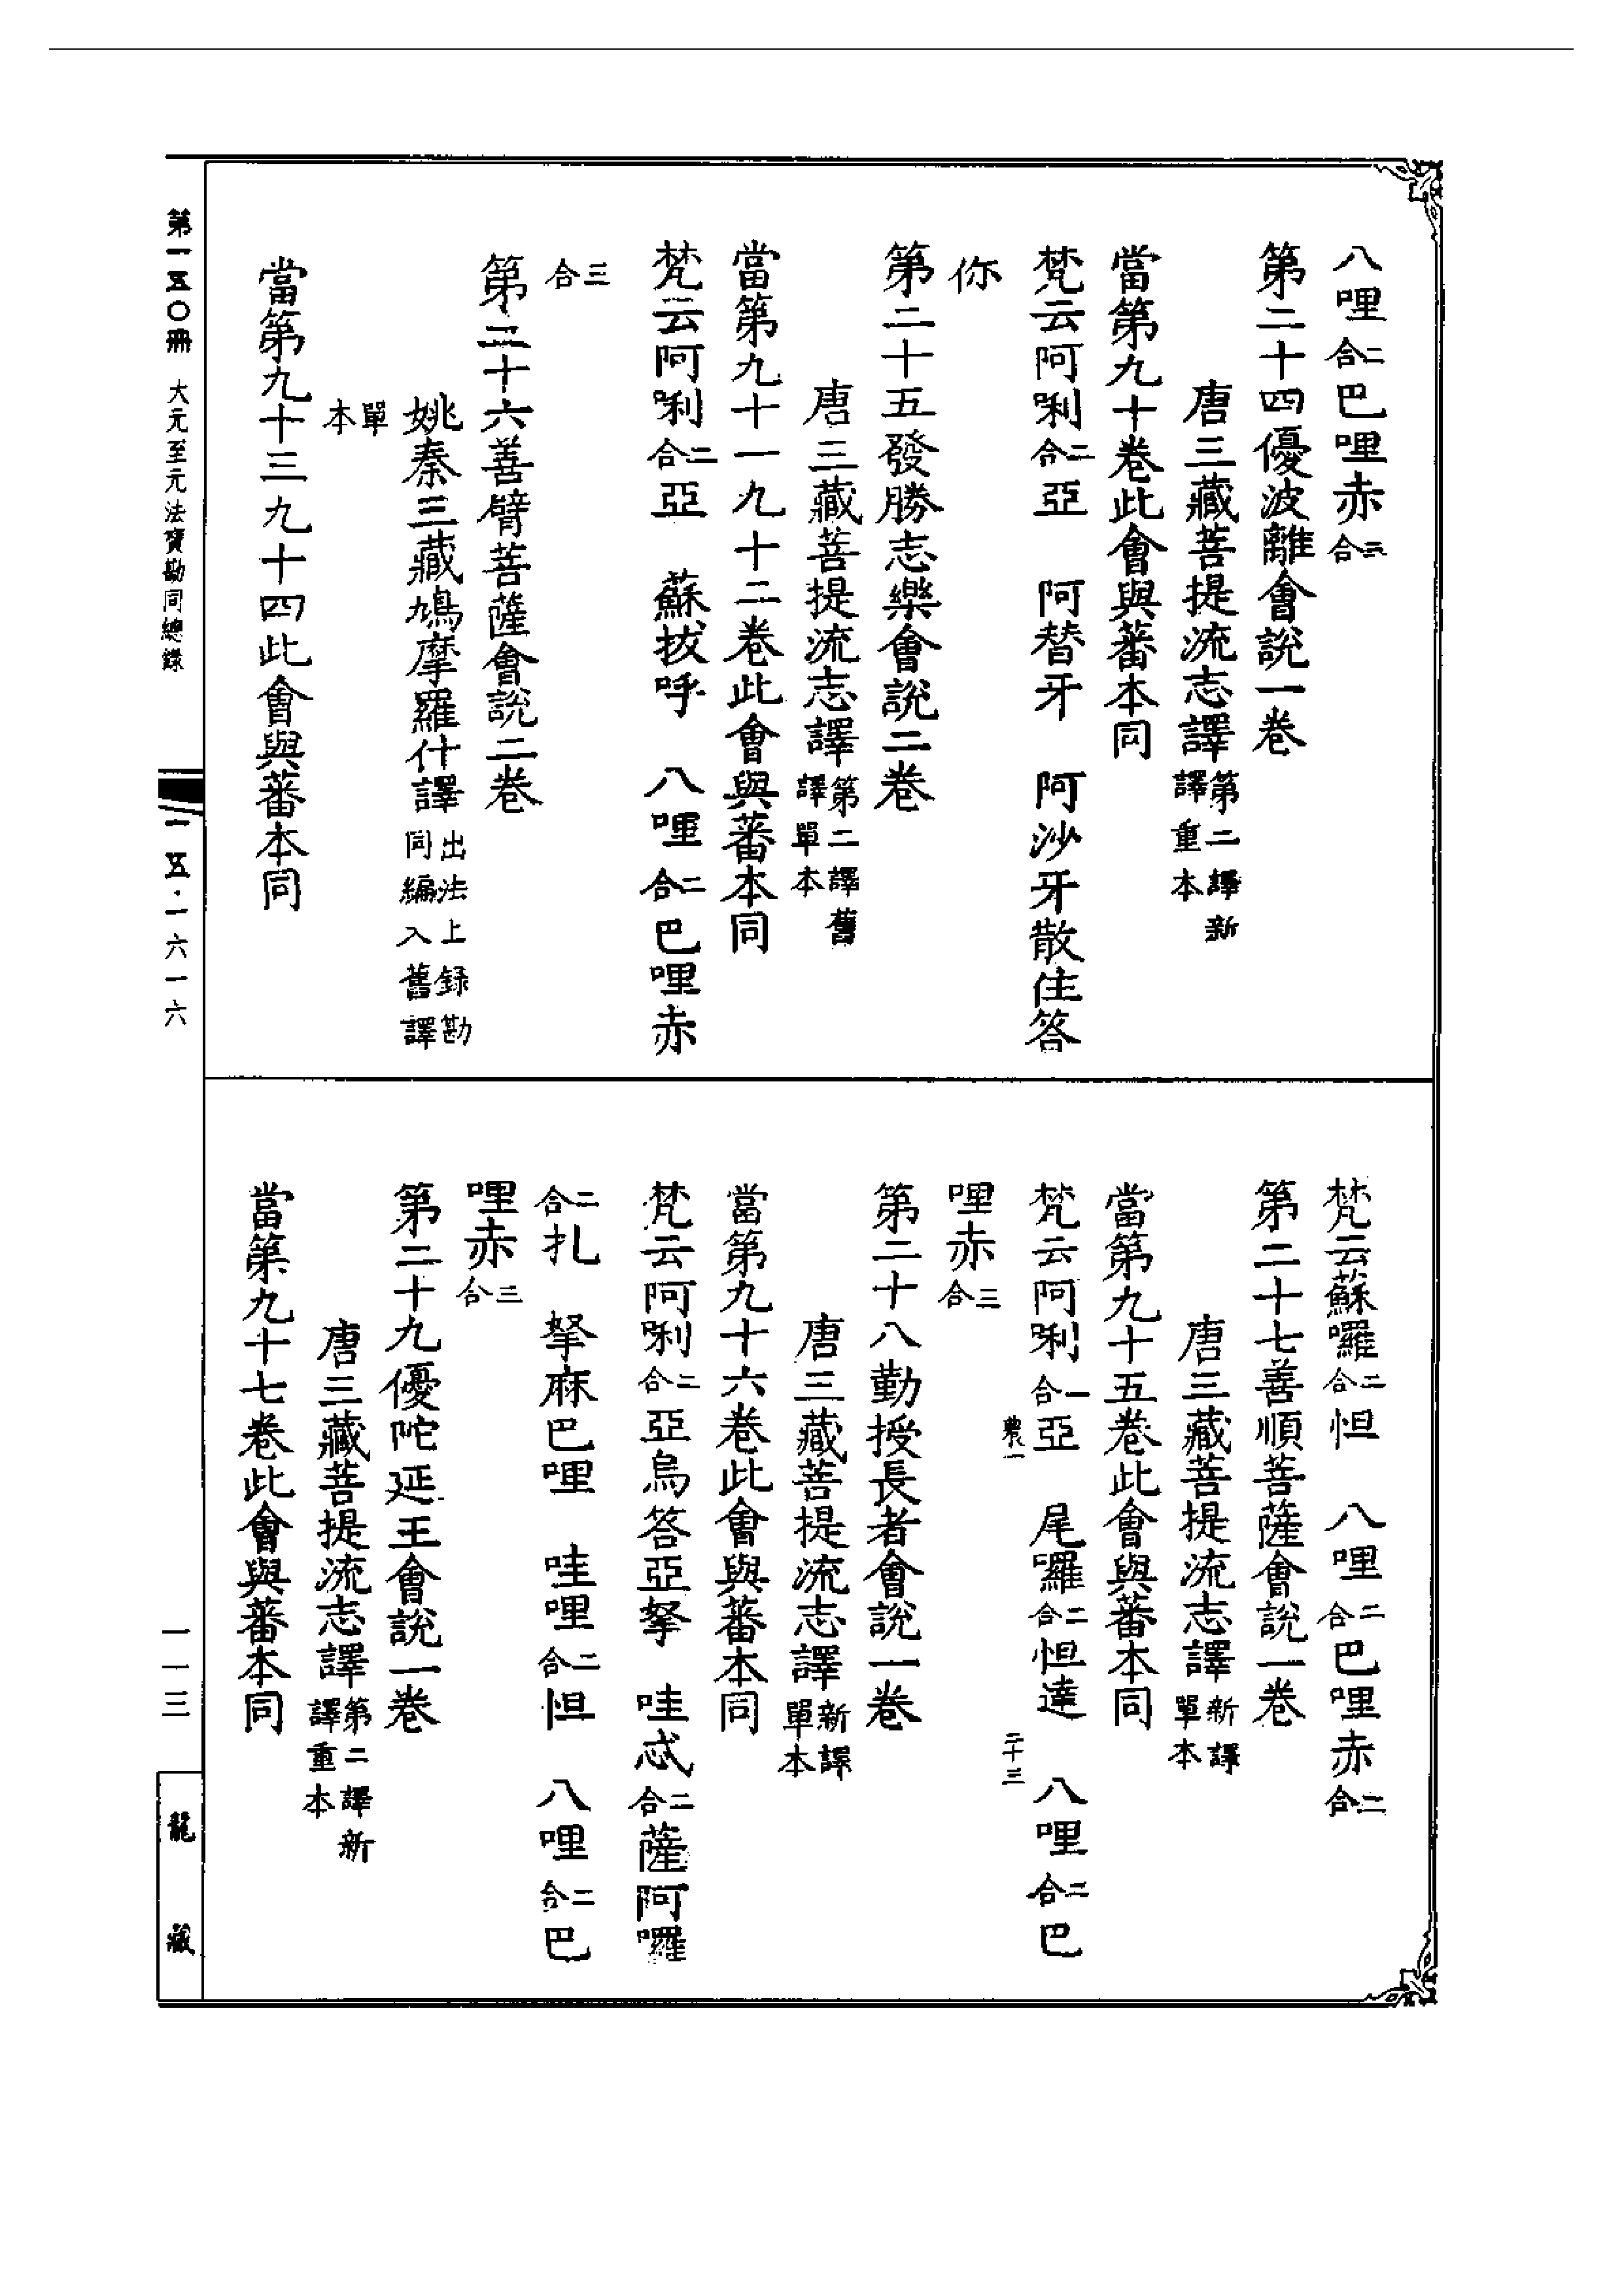 八哩二合巴哩赤二合
第二十四優波離會說一卷
唐三藏菩提流志譯第二譯新譯重本
當第九十卷此會與蕃本同
梵云阿唎二合亞　阿替牙　阿沙牙散住答
你
第二十五發勝志樂會說二卷
唐三藏菩提流志譯第二譯舊譯單本
當第九十一九十二卷此會與蕃本同
梵云阿唎二合亞　蘇拔呼　八哩二合巴哩赤
三合
第二十六善臂菩薩會說二卷
姚秦三藏鳩摩羅什譯出法上録勘同編入舊譯
單本
當第九十三九十四此會與蕃本同
梵云蘇囉二合怛　八哩二合巴哩赤二合
第二十七善順菩薩會說一卷
唐三藏菩提流志譯新譯單本
當第九十五卷此會與蕃本同
梵云阿唎一合亞　尾囉二合怛達　八哩二合巴
農一　二十三
哩赤三合
第二十八勤授長者會說一卷
唐三藏菩提流志譯新譯單本
當第九十六卷此會與蕃本同
梵云阿唎二合亞烏答亞拏　哇忒二合薩阿囉
二合扎　拏麻巴哩　哇哩二合怛　八哩二合巴
哩赤三合
第二十九優陀延王會說一卷
唐三藏菩提流志譯第二譯新譯重本
當第九十七卷此會與蕃本同
第一五〇冊　大元至元法寶勘同總錄
一五·一六一六
一一三
龍藏